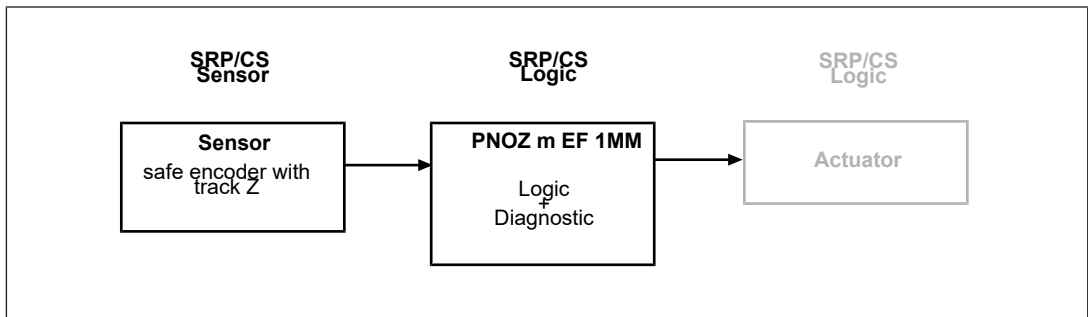 SRP/CS
Sensor
SRP/CS
Logic
SRP/CS
Logic
Sensor
safe encoder with
track Z
PNOZ m EF 1MM
Logic
+
Diagnostic
Actuator